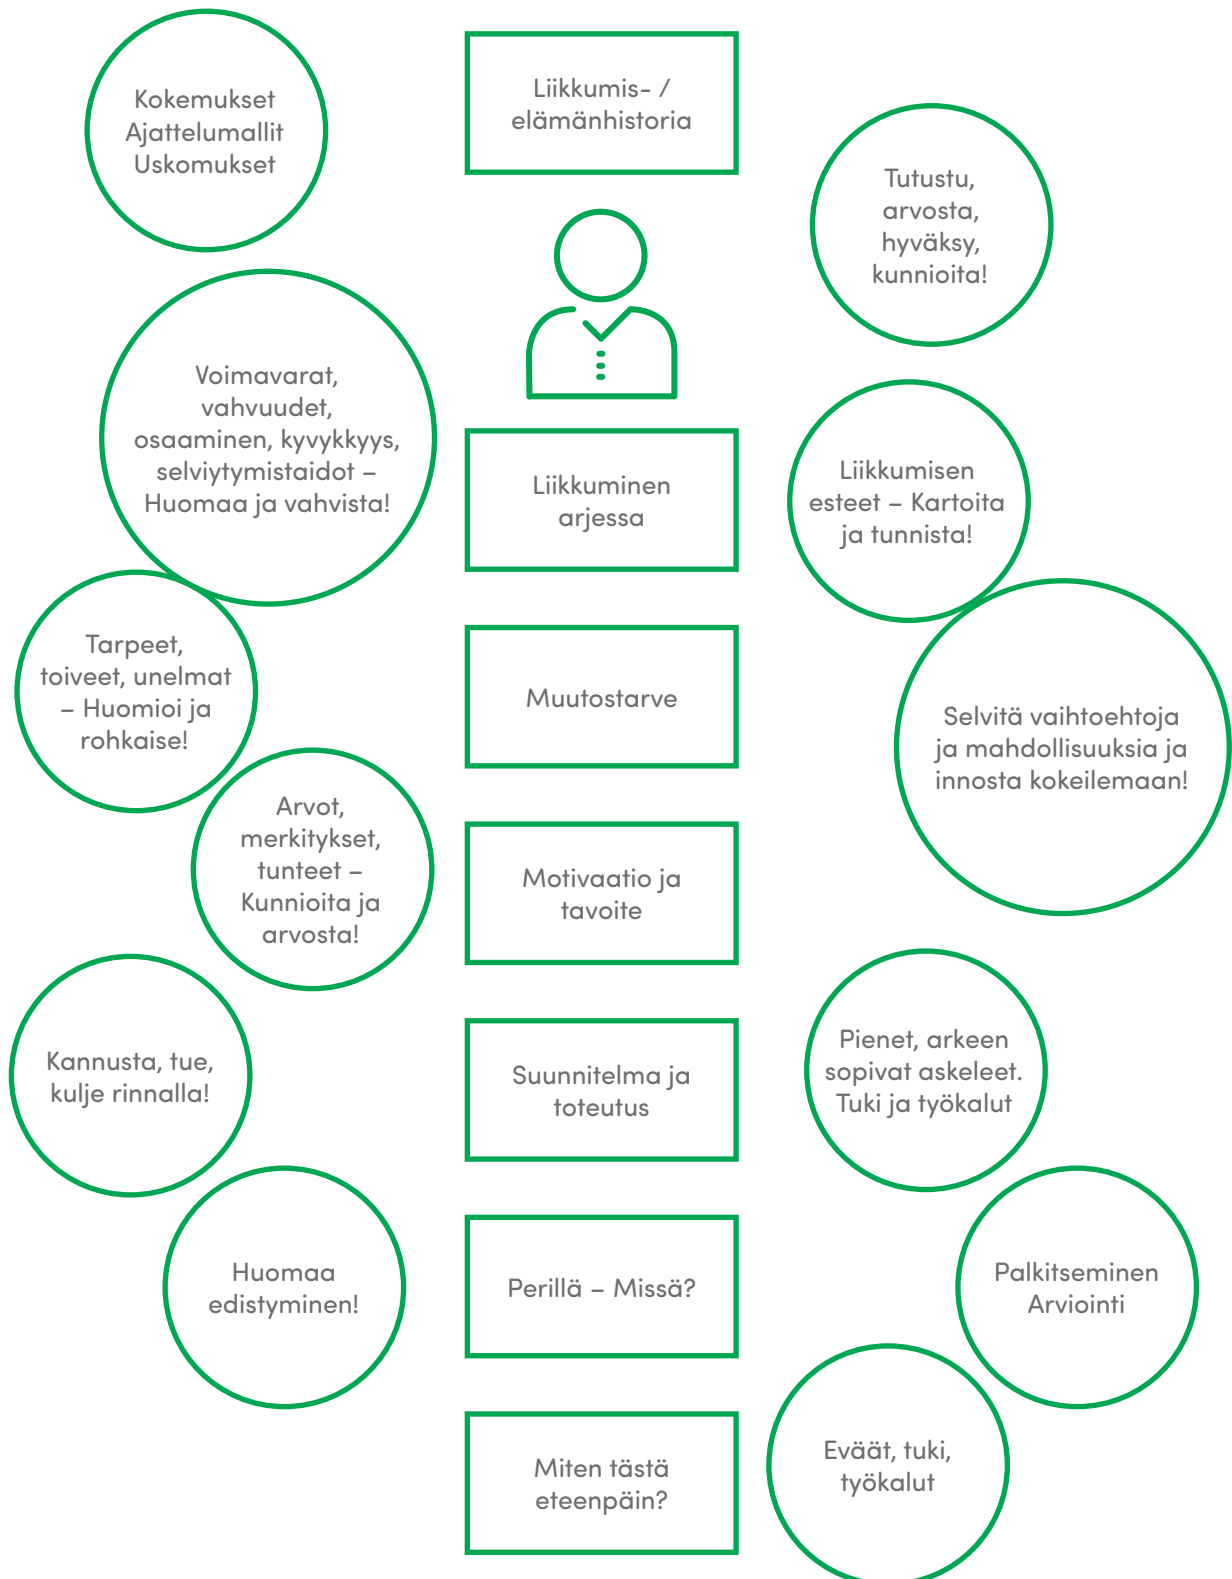 Kokemukset
Ajattelumallit
Uskomukset
Liikkumis- /
elämänhistoria
Tutustu,
arvosta,
hyväksy,
kunnioita!
Voimavarat,
vahvuudet,
osaaminen, kyvykkyys,
selviytymistaidot –
Huomaa ja vahvista!
Liikkuminen
arjessa
Liikkumisen
esteet – Kartoita
ja tunnista!
Tarpeet,
toiveet, unelmat
– Huomioi ja
rohkaise!
Muutostarve
Selvitä vaihtoehtoja
ja mahdollisuuksia ja
innosta kokeilemaan!
Arvot,
merkitykset,
tunteet –
Kunnioita ja
arvosta!
Motivaatio ja
tavoite
Kannusta, tue,
kulje rinnalla!
Suunnitelma ja
toteutus
Pienet, arkeen
sopivat askeleet.
Tuki ja työkalut
Huomaa
edistyminen!
Perillä – Missä?
Palkitseminen
Arviointi
Miten tästä
eteenpäin?
Eväät, tuki,
työkalut